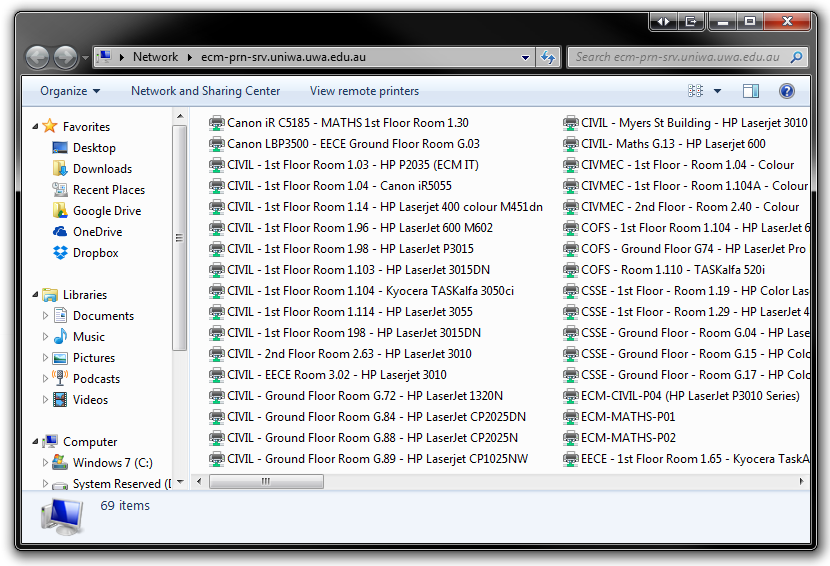 Network ecm-prn-srv.uniwa.uwa.edu.au Search ecm-prn-srv.uniwa.uwa.edu.au
Organize Network and Sharing Center View remote printers
Favorites
Desktop
Downloads
Recent Places
Google Drive
OneDrive
Dropbox
Libraries
Documents
Music
Pictures
Podcasts
Videos
Computer
Windows 7 (C:)
System Reserved (
Canon iR C5185 - MATHS 1st Floor Room 1.30
Canon LBP3500 - EECE Ground Floor Room G.03
CIVIL - 1st Floor Room 1.03 - HP P2035 (ECM IT)
CIVIL - 1st Floor Room 1.04 - Canon iR5055
CIVIL - 1st Floor Room 1.14 - HP Laserjet 400 colour M451dn
CIVIL - 1st Floor Room 1.96 - HP LaserJet 600 M602
CIVIL - 1st Floor Room 1.98 - HP LaserJet P3015
CIVIL - 1st Floor Room 1.103 - HP LaserJet 3015DN
CIVIL - 1st Floor Room 1.104 - Kyocera TASKalfa 3050ci
CIVIL - 1st Floor Room 1.114 - HP LaserJet 3055
CIVIL - 1st Floor Room 198 - HP LaserJet 3015DN
CIVIL - 2nd Floor Room 2.63 - HP LaserJet 3010
CIVIL - EECE Room 3.02 - HP Laserjet 3010
CIVIL - Ground Floor Room G.72 - HP LaserJet 1320N
CIVIL - Ground Floor Room G.84 - HP LaserJet CP2025DN
CIVIL - Ground Floor Room G.88 - HP LaserJet CP2025N
CIVIL - Ground Floor Room G.89 - HP Laserjet CP1025NW
CIVIL - Myers St Building - HP Laserjet 3010
CIVIL- Maths G.13 - HP Laserjet 600
CIVMEC - 1st Floor - Room 1.04 - Colour
CIVMEC - 1st Floor - Room 1.104A - Colour
CIVMEC - 2nd Floor - Room 2.40 - Colour
COFS - 1st Floor Room 1.104 - HP LaserJet 6
COFS - Ground Floor G74 - HP LaserJet Pro
COFS - Room 1.110 - TASKalfa 520i
CSSE - 1st Floor - Room 1.19 - HP Color Las
CSSE - 1st Floor - Room 1.29 - HP LaserJet 4
CSSE - Ground Floor - Room G.04 - HP Lase
CSSE - Ground Floor - Room G.15 - HP Colo
CSSE - Ground Floor - Room G.17 - HP Colo
ECM-CIVIL-P04 (HP LaserJet P3010 Series)
ECM-MATHS-P01
ECM-MATHS-P02
EECE - 1st Floor Room 1.65 - Kyocera TaskA
69 items